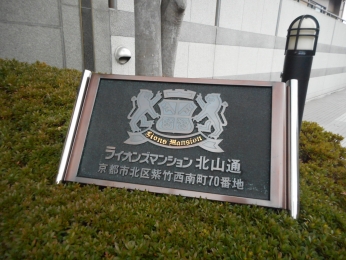 Lions Mansion
ライオンズマンション北山通
京都市北区紫竹西南町70番地